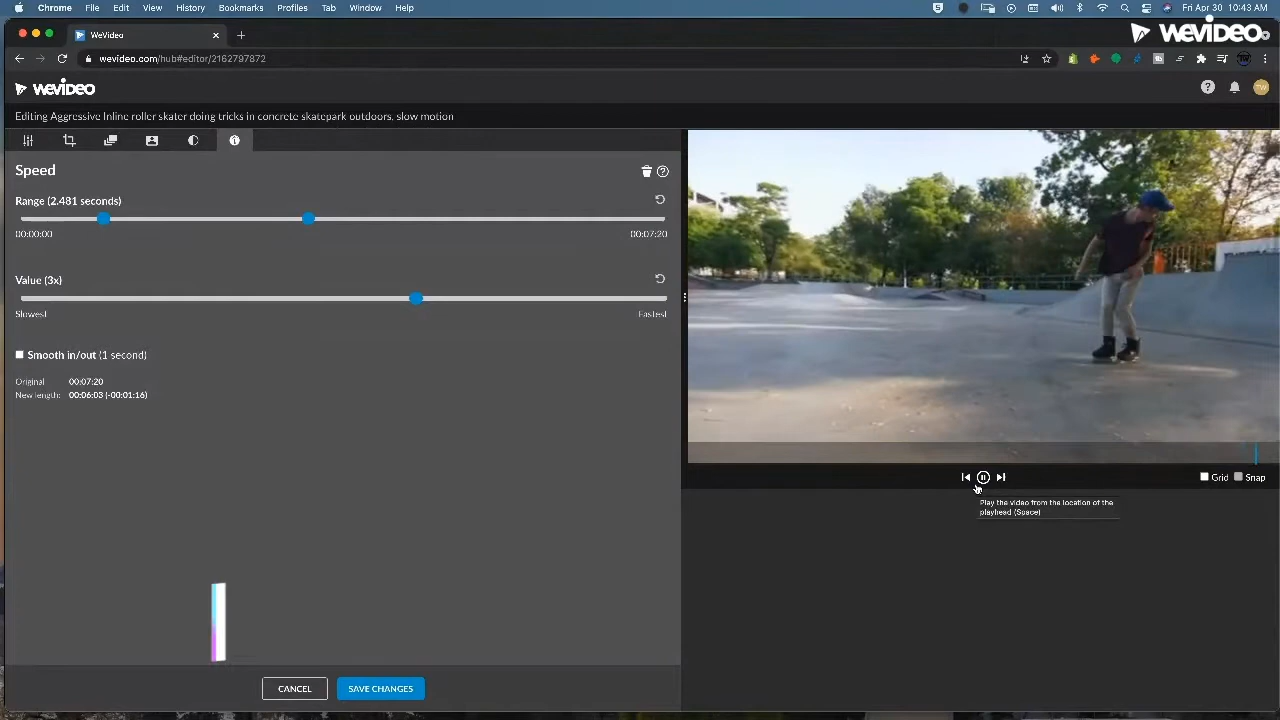 Chrome File Edit View History Bookmarks Profiles Tab Window Help Fri Apr 30 10:43 AM
WeVideo
WEVIDEO
wevideo.com/hub#editor/2162797872
WEVIDEO
TW
Editing Aggressive Inline roller skater doing tricks in concrete skatepark outdoors, slow motion
Speed
Range (2.481 seconds)
00:00:00 00:07:20
Value (3x)
Slowest Fastest
Smooth in/out (1 second)
Original 00:07:20
New length: 00:06:03 (-00:01:16)
Grid Snap
Play the video from the location of the
playhead (Space)
CANCEL SAVE CHANGES